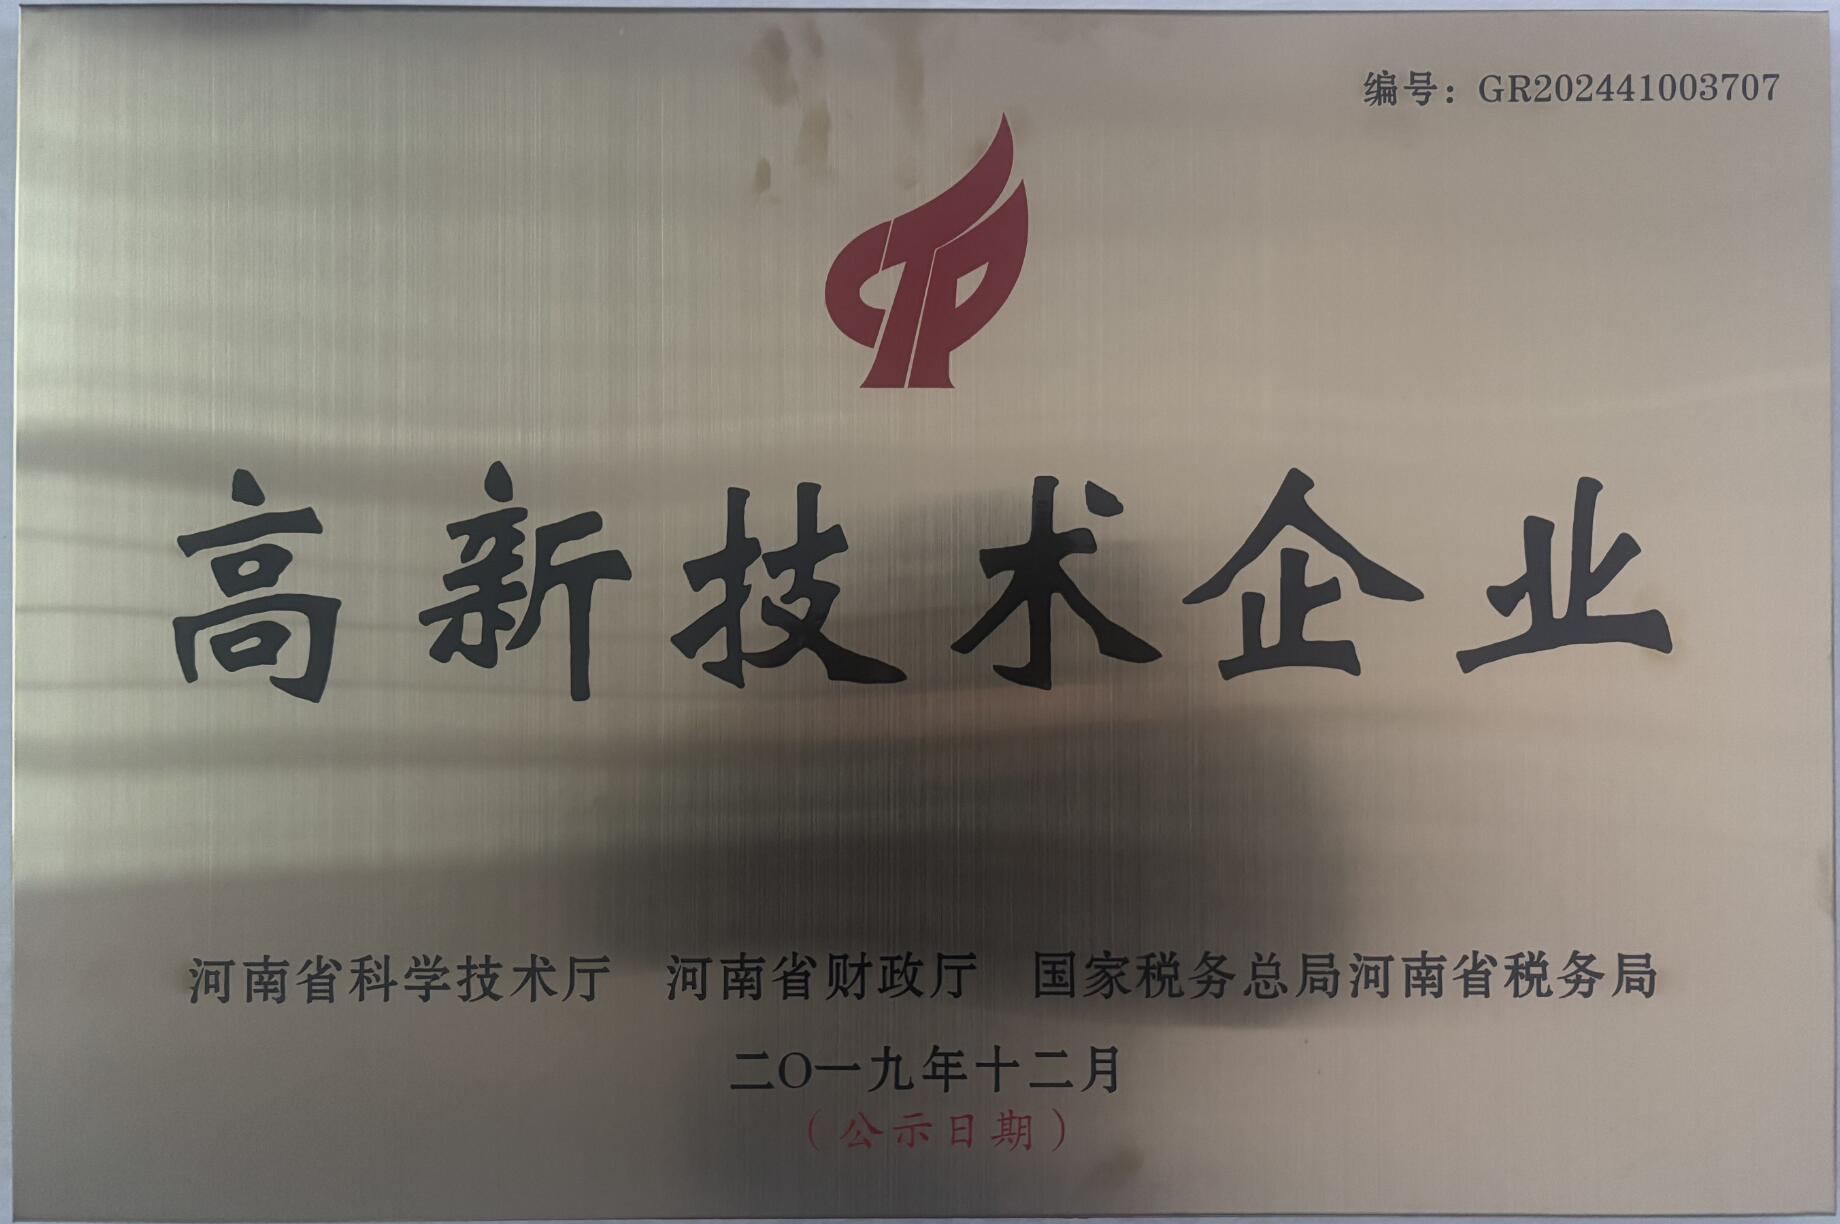 编号：GR202441003707
高新技术企业
河南省科学技术厅 河南省财政厅 国家税务总局河南省税务局
二〇一九年十二月
（公示日期）